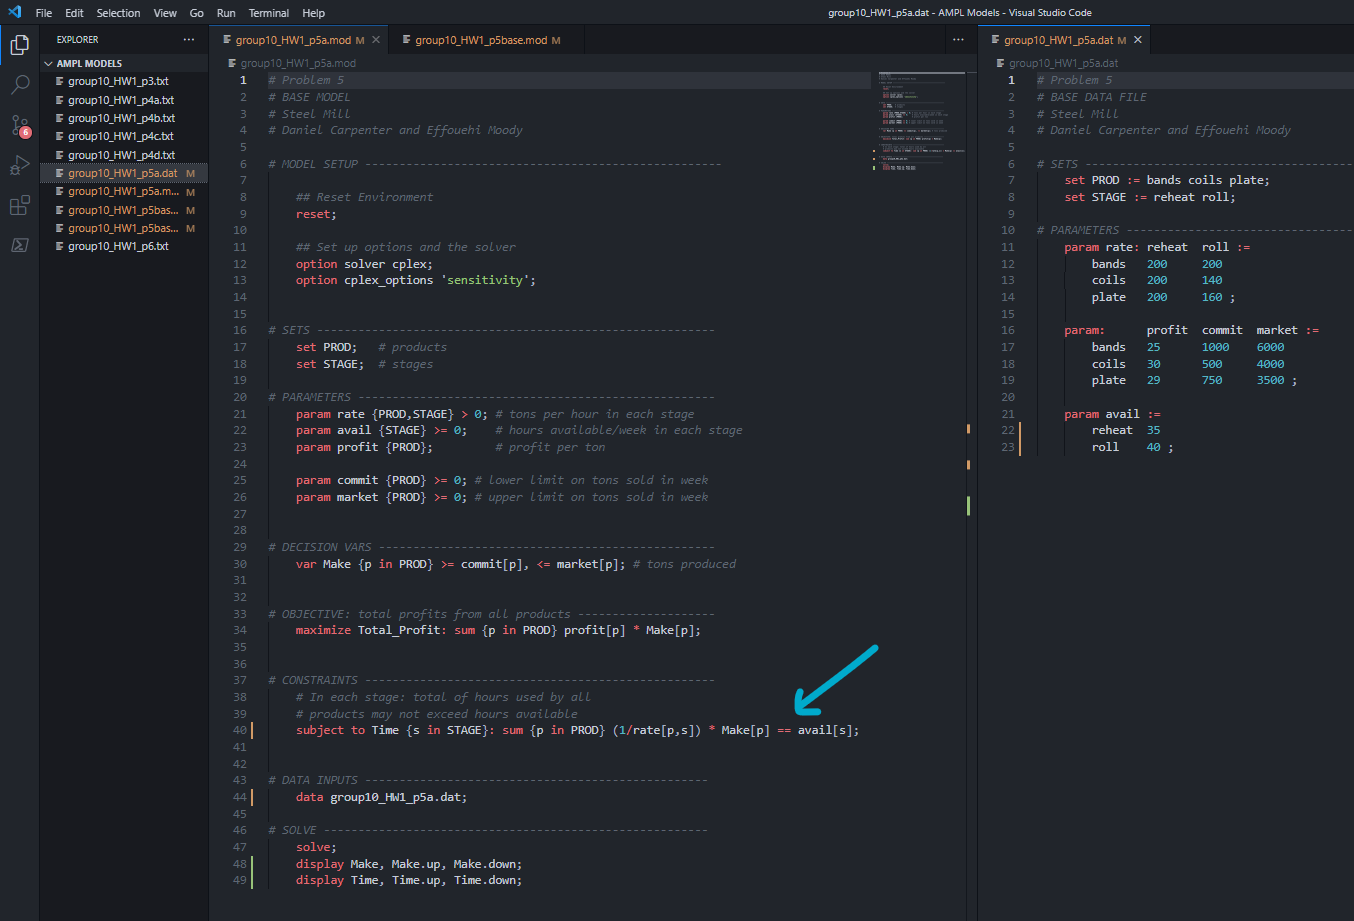 File Edit Selection View Go Run Terminal Help
group10_HW1_p5a.dat - AMPL Models - Visual Studio Code
EXPLORER
AMPL MODELS
group10_HW1_p3.txt
group10_HW1_p4a.txt
group10_HW1_p4b.txt
group10_HW1_p4c.txt
group10_HW1_p4d.txt
group10_HW1_p5a.dat M
group10_HW1_p5a.m... M
group10_HW1_p5bas... M
group10_HW1_p5bas... M
group10_HW1_p6.txt
6
group10_HW1_p5a.mod M
group10_HW1_p5base.mod M
group10_HW1_p5a.mod
1 # Problem 5
2 # BASE MODEL
3 # Steel Mill
4 # Daniel Carpenter and Effouehi Moody
5
6 # MODEL SETUP ----------------------------------------------------
7
8 ## Reset Environment
9 reset;
10
11 ## Set up options and the solver
12 option solver cplex;
13 option cplex_options 'sensitivity';
14
15
16 # SETS ----------------------------------------------------------
17 set PROD; # products
18 set STAGE; # stages
19
20 # PARAMETERS ----------------------------------------------------
21 param rate {PROD,STAGE} > 0; # tons per hour in each stage
22 param avail {STAGE} >= 0; # hours available/week in each stage
23 param profit {PROD}; # profit per ton
24
25 param commit {PROD} >= 0; # lower limit on tons sold in week
26 param market {PROD} >= 0; # upper limit on tons sold in week
27
28
29 # DECISION VARS -------------------------------------------------
30 var Make {p in PROD} >= commit[p], <= market[p]; # tons produced
31
32
33 # OBJECTIVE: total profits from all products --------------------
34 maximize Total_Profit: sum {p in PROD} profit[p] * Make[p];
35
36
37 # CONSTRAINTS ---------------------------------------------------
38 # In each stage: total of hours used by all
39 # products may not exceed hours available
40 subject to Time {s in STAGE}: sum {p in PROD} (1/rate[p,s]) * Make[p] == avail[s];
41
42
43 # DATA INPUTS --------------------------------------------------
44 data group10_HW1_p5a.dat;
45
46 # SOLVE --------------------------------------------------------
47 solve;
48 display Make, Make.up, Make.down;
49 display Time, Time.up, Time.down;
group10_HW1_p5a.dat M
group10_HW1_p5a.dat
1 # Problem 5
2 # BASE DATA FILE
3 # Steel Mill
4 # Daniel Carpenter and Effouehi Moody
5
6 # SETS ---------------------------------------
7 set PROD := bands coils plate;
8 set STAGE := reheat roll;
9
10 # PARAMETERS ---------------------------------
11 param rate: reheat roll :=
12 bands 200 200
13 coils 200 140
14 plate 200 160 ;
15
16 param: profit commit market :=
17 bands 25 1000 6000
18 coils 30 500 4000
19 plate 29 750 3500 ;
20
21 param avail :=
22 reheat 35
23 roll 40 ;